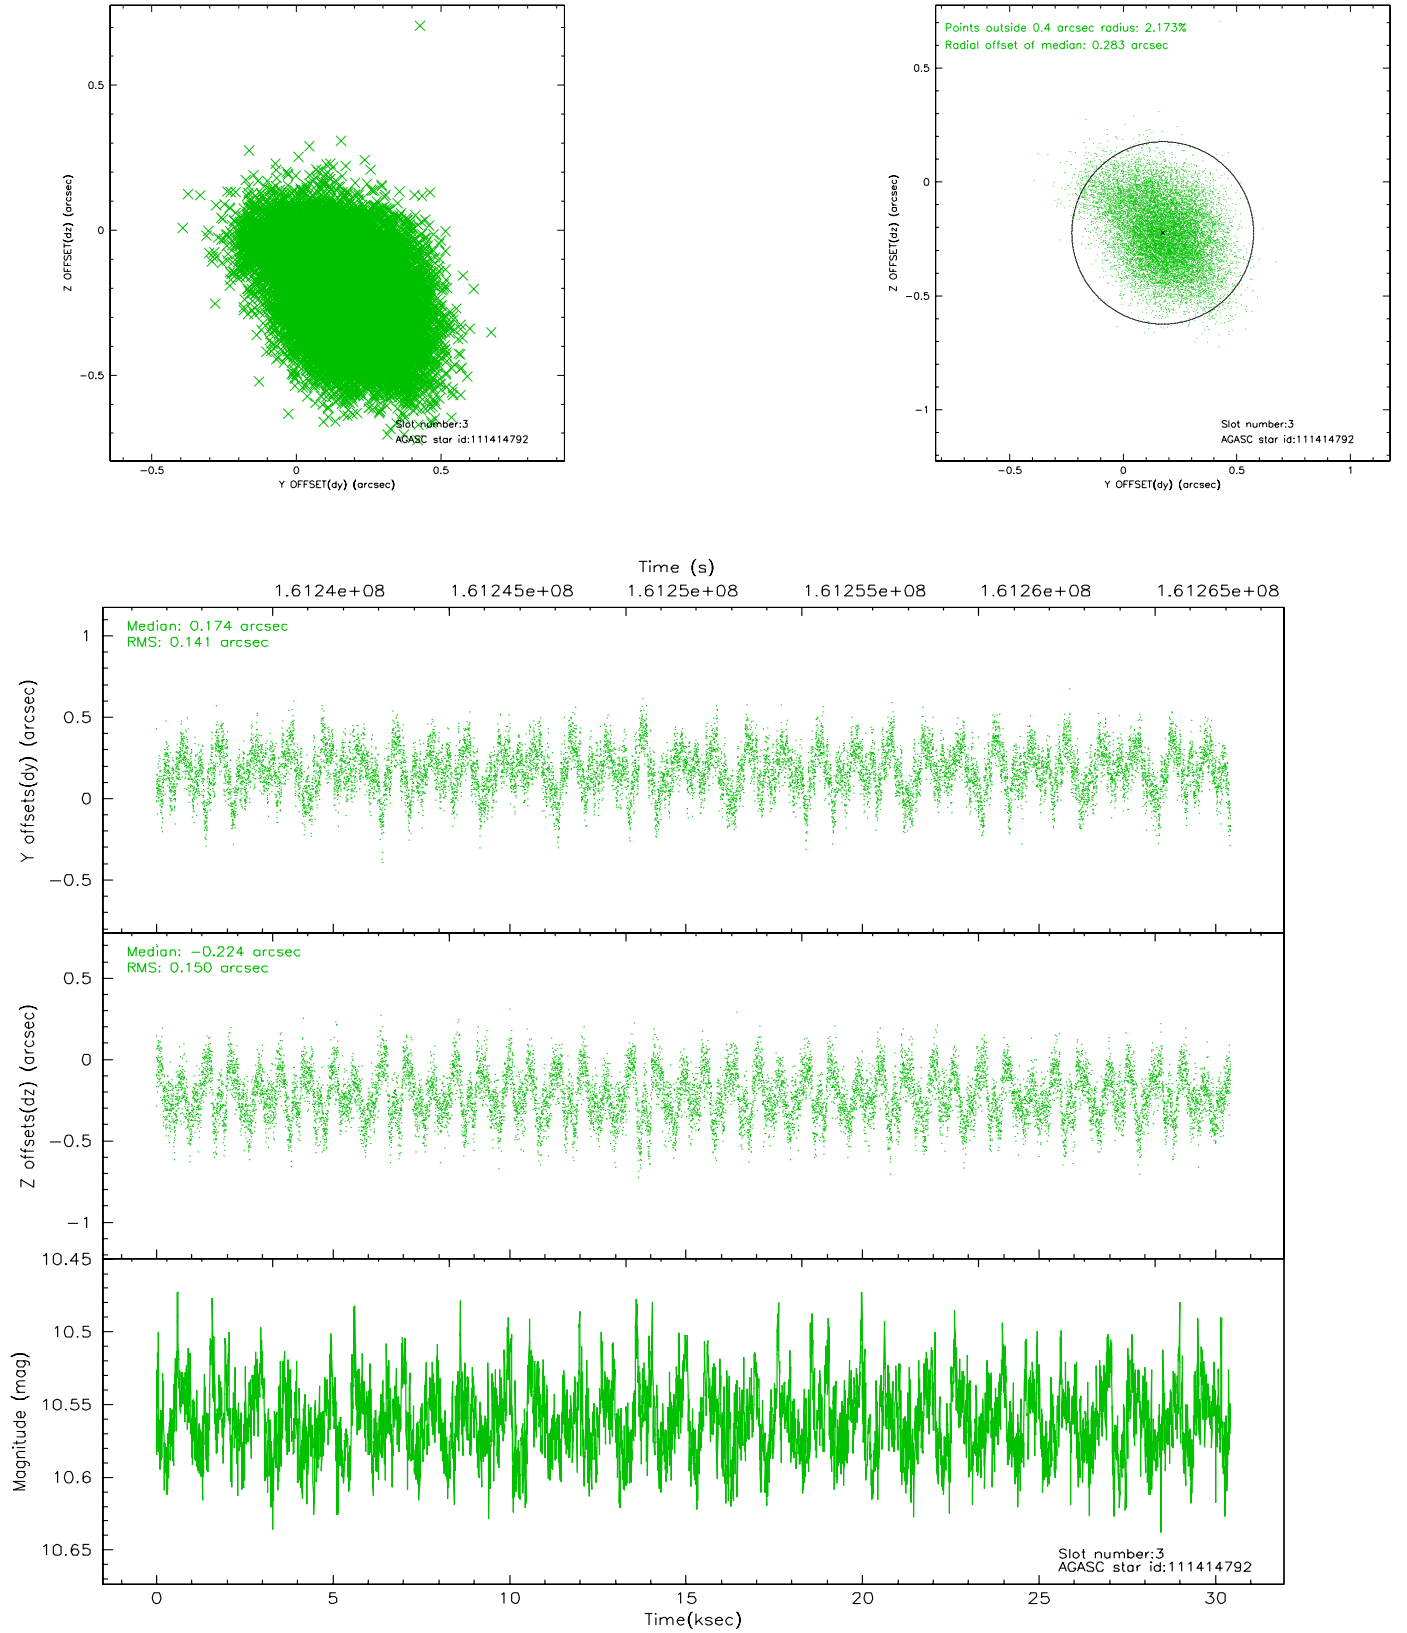 0.5
0
−0.5
Z OFFSET(dz) (arcsec)
Slot number:3
AGASC star id:111414792
−0.5
0
0.5
Y OFFSET(dy) (arcsec)
Points outside 0.4 arcsec radius: 2.173%
Radial offset of median: 0.283 arcsec
0.5
0
−0.5
−1
Z OFFSET(dz) (arcsec)
Slot number:3
AGASC star id:111414792
−0.5
0
0.5
1
Y OFFSET(dy) (arcsec)
Time (s)
1.6124e+08
1.61245e+08
1.6125e+08
1.61255e+08
1.6126e+08
1.61265e+08
Median: 0.174 arcsec
RMS: 0.141 arcsec
1
0.5
0
−0.5
Y offsets(dy) (arcsec)
Median: −0.224 arcsec
RMS: 0.150 arcsec
0.5
0
−0.5
−1
Z offsets(dz) (arcsec)
10.45
10.5
10.55
10.6
10.65
Magnitude (mag)
Slot number:3
AGASC star id:111414792
0
5
10
15
20
25
30
Time(ksec)